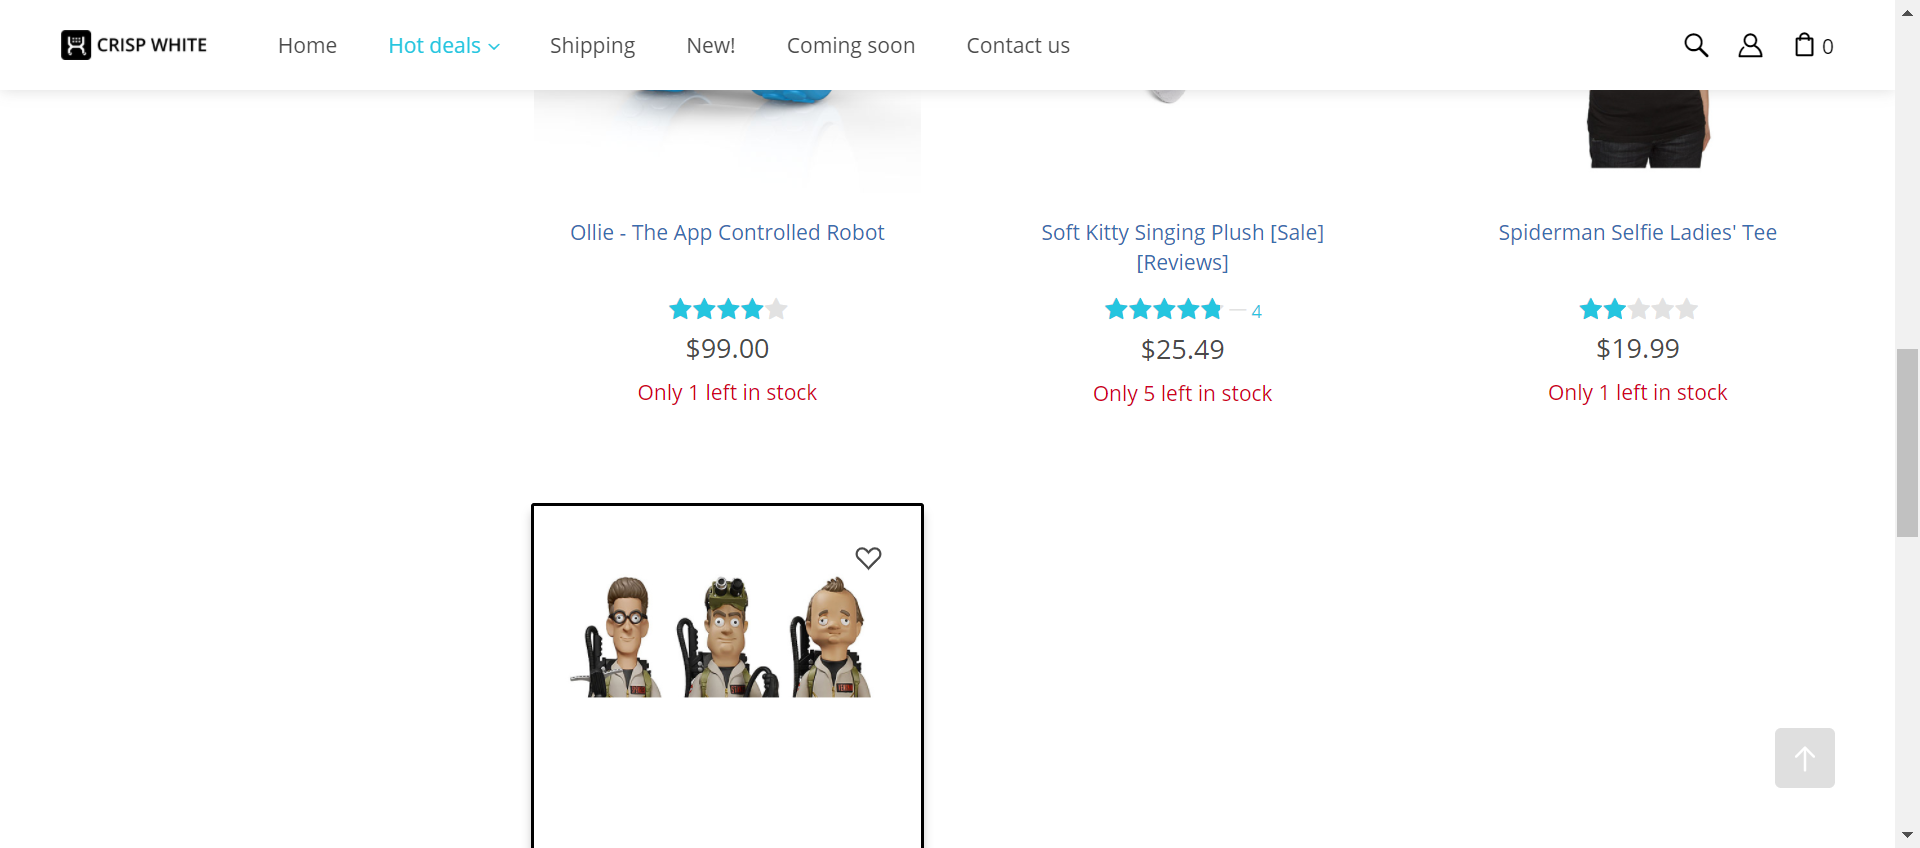 CRISP WHITE Home Hot deals Shipping New! Coming soon Contact us 0
Ollie - The App Controlled Robot
$99.00
Only 1 left in stock
Soft Kitty Singing Plush [Sale]
[Reviews]
4
$25.49
Only 5 left in stock
Spiderman Selfie Ladies' Tee
$19.99
Only 1 left in stock